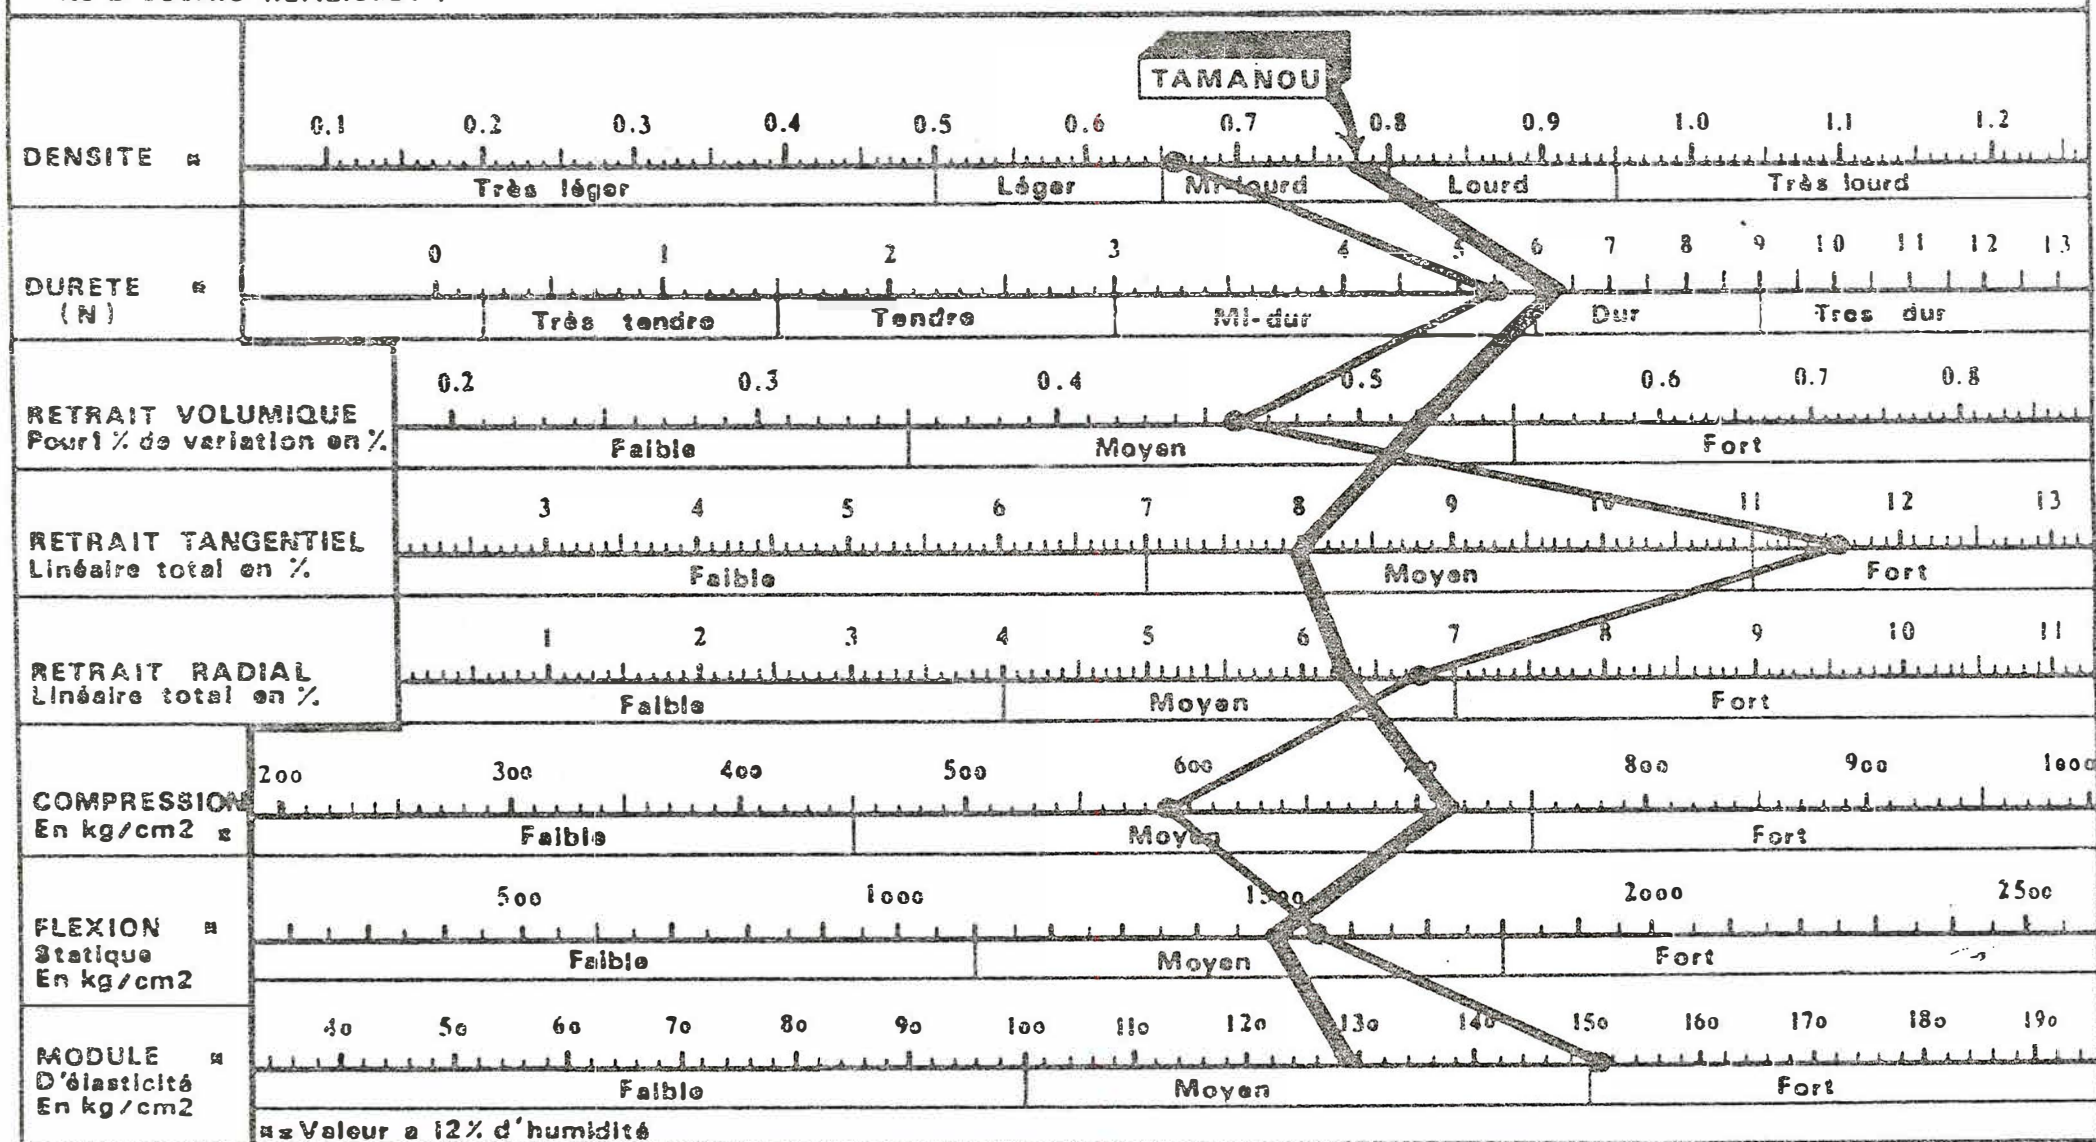 TAMANOU
0.1 0.2 0.3 0.4 0.5 0.6 0.7 0.8 0.9 1.0 1.1 1.2
DENSITE ¤
Très léger Léger Mi-lourd Lourd Très lourd
0 1 2 3 4 5 6 7 8 9 10 11 12 13
DURETE ¤
(N)
Très tendre Tendre Mi-dur Dur Tres dur
0.2 0.3 0.4 0.5 0.6 0.7 0.8
RETRAIT VOLUMIQUE
Pour1 % de variation en %.
Faible Moyen Fort
3 4 5 6 7 8 9 10 11 12 13
RETRAIT TANGENTIEL
Linéaire total en %.
Faible Moyen Fort
1 2 3 4 5 6 7 8 9 10 11
RETRAIT RADIAL
Linéaire total en %.
Faible Moyen Fort
200 300 400 500 600 700 800 900 1000
COMPRESSION
En kg/cm2 ¤
Faible Moyen Fort
500 1000 1500 2000 2500
FLEXION ¤
Statique
En kg/cm2
Faible Moyen Fort
40 50 60 70 80 90 100 110 120 130 140 150 160 170 180 190
MODULE ¤
D'élasticité
En kg/cm2
Faible Moyen Fort
¤=Valeur a 12% d'humidité